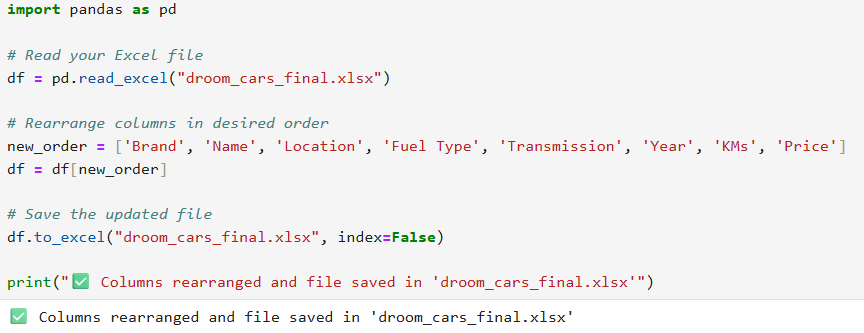 import pandas as pd
# Read your Excel file
df = pd.read_excel("droom_cars_final.xlsx")
# Rearrange columns in desired order
new_order = ['Brand', 'Name', 'Location', 'Fuel Type', 'Transmission', 'Year', 'KMs', 'Price']
df = df[new_order]
# Save the updated file
df.to_excel("droom_cars_final.xlsx", index=False)
print("✅ Columns rearranged and file saved in 'droom_cars_final.xlsx'")
✅ Columns rearranged and file saved in 'droom_cars_final.xlsx'